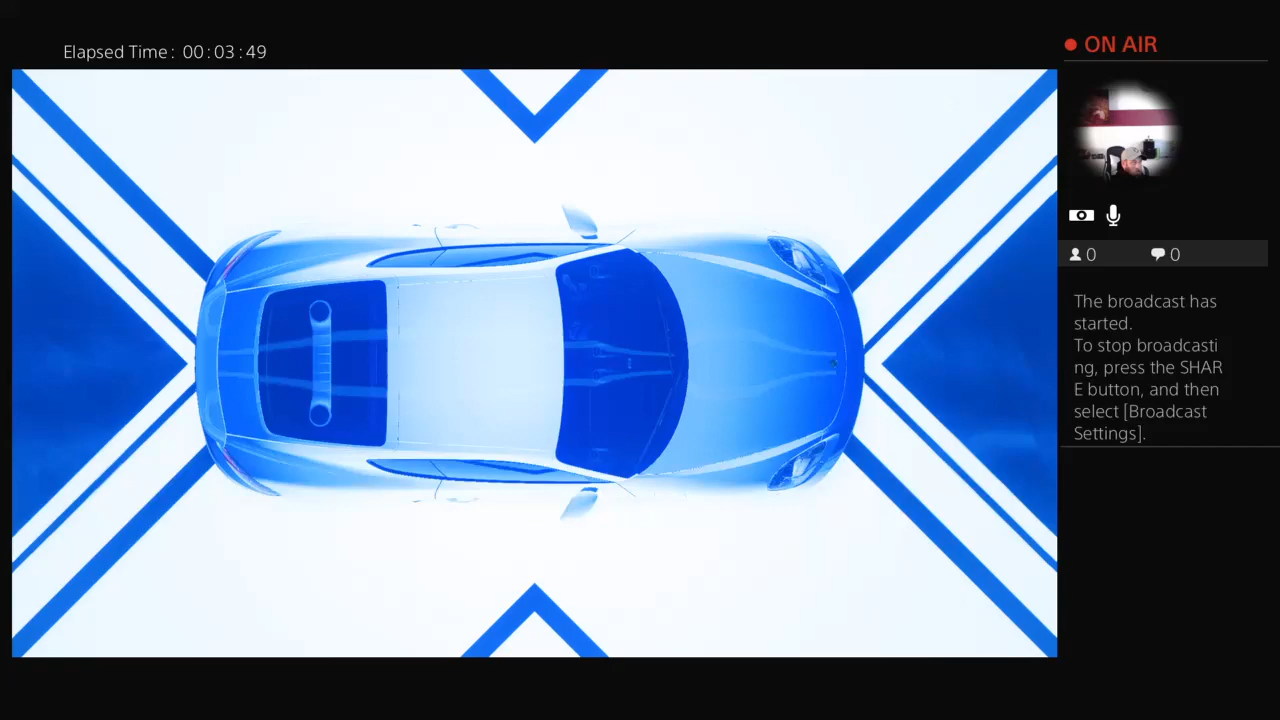 Elapsed Time: 00:03:49
ON AIR
0 0
The broadcast has
started.
To stop broadcasti
ng, press the SHAR
E button, and then
select [Broadcast
Settings].